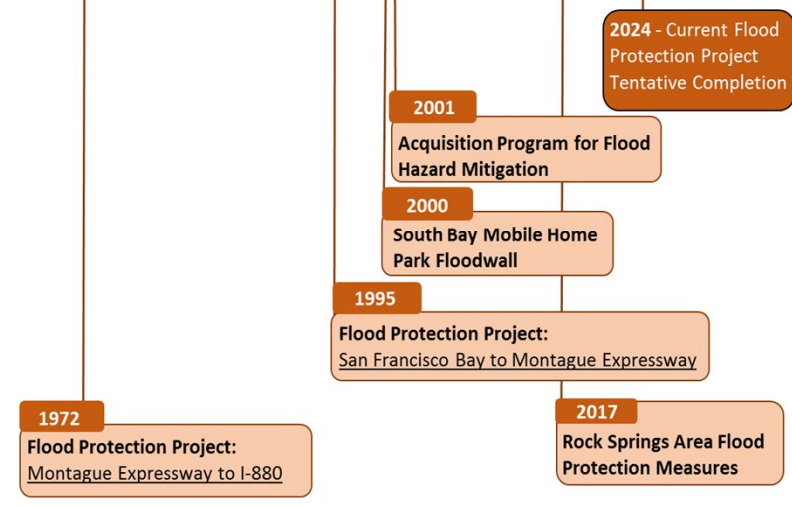 2024 - Current Flood
Protection Project
Tentative Completion
2001
Acquisition Program for Flood
Hazard Mitigation
2000
South Bay Mobile Home
Park Floodwall
1995
Flood Protection Project:
San Francisco Bay to Montague Expressway
1972
Flood Protection Project:
Montague Expressway to I-880
2017
Rock Springs Area Flood
Protection Measures